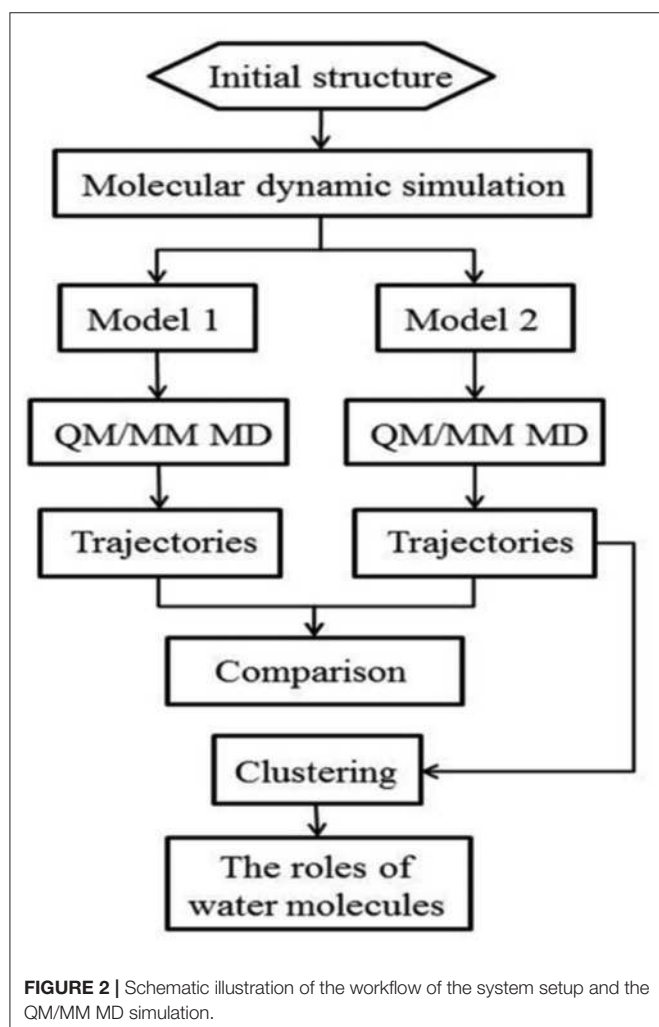 Initial structure
Molecular dynamic simulation
Model 1
Model 2
QM/MM MD
QM/MM MD
Trajectories
Trajectories
Comparison
Clustering
The roles of
water molecules
FIGURE 2 | Schematic illustration of the workflow of the system setup and the
QM/MM MD simulation.